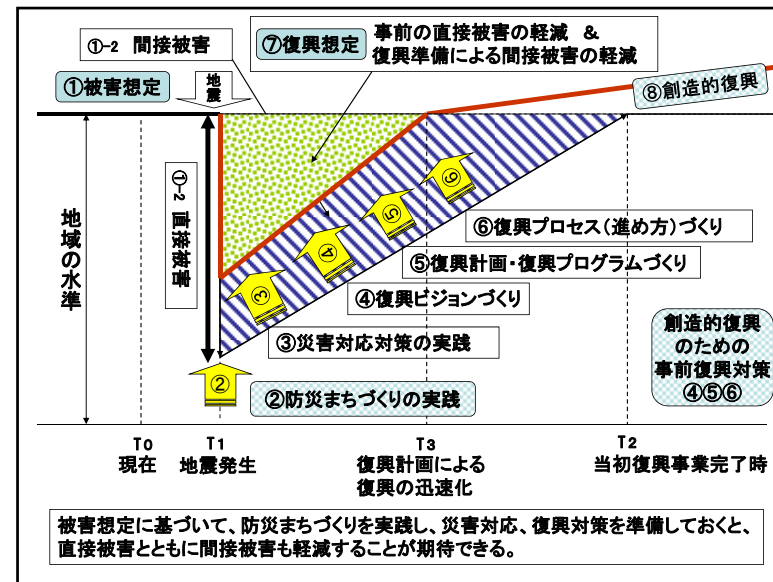 ①-2 間接被害
⑦復興想定
事前の直接被害の軽減 ＆
復興準備による間接被害の軽減
①被害想定
地震
⑧創造的復興
①-2 直接被害
地域の水準
⑥
⑤
④
③
⑥復興プロセス（進め方）づくり
⑤復興計画・復興プログラムづくり
④復興ビジョンづくり
③災害対応対策の実践
②
②防災まちづくりの実践
創造的復興
のための
事前復興対策
④⑤⑥
T0
現在
T1
地震発生
T3
復興計画による
復興の迅速化
T2
当初復興事業完了時
被害想定に基づいて、防災まちづくりを実践し、災害対応、復興対策を準備しておくと、
直接被害とともに間接被害も軽減することが期待できる。